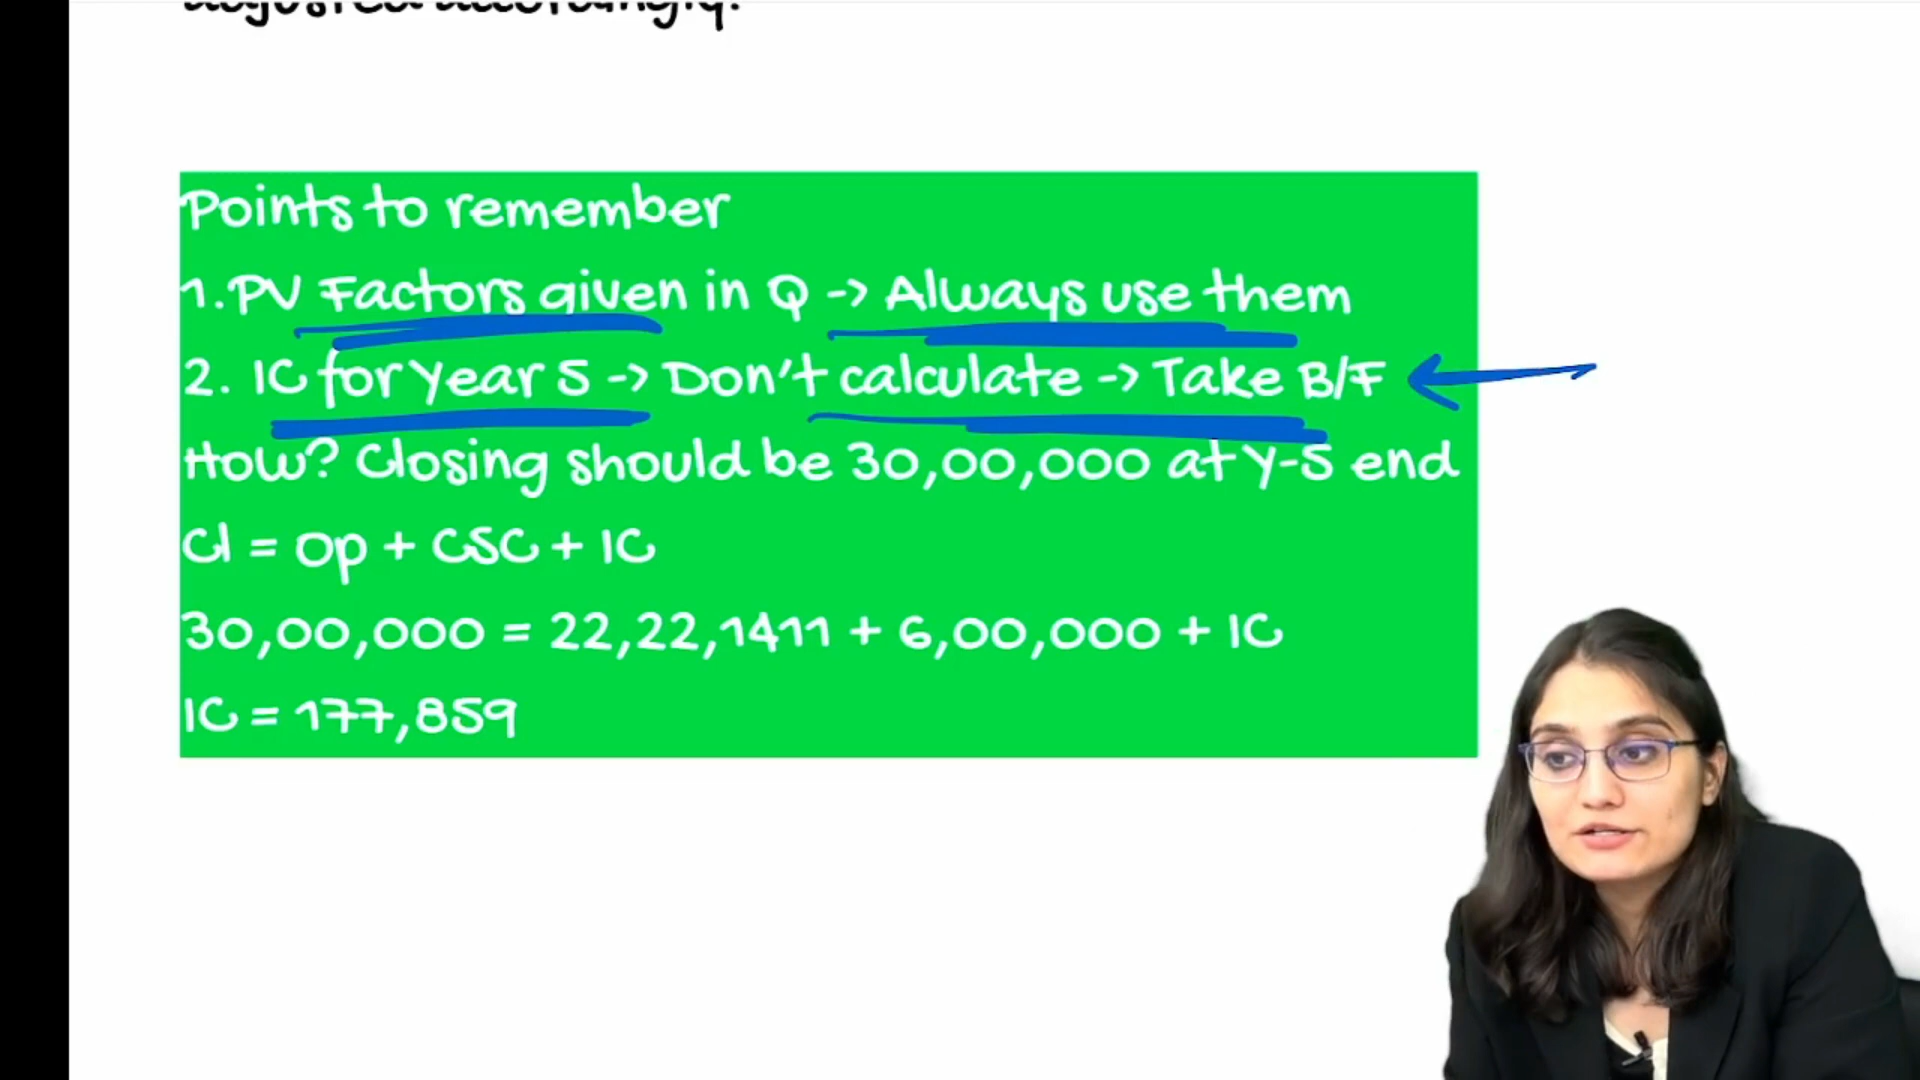 adjusted accordingly.
Points to remember
1.PV Factors given in Q -> Always use them
2. IC for Year 5 -> Don't calculate -> Take B/F
How? Closing should be 30,00,000 at Y-5 end
Cl = Op + CSC + IC
30,00,000 = 22,22,1411 + 6,00,000 + IC
IC = 177,859